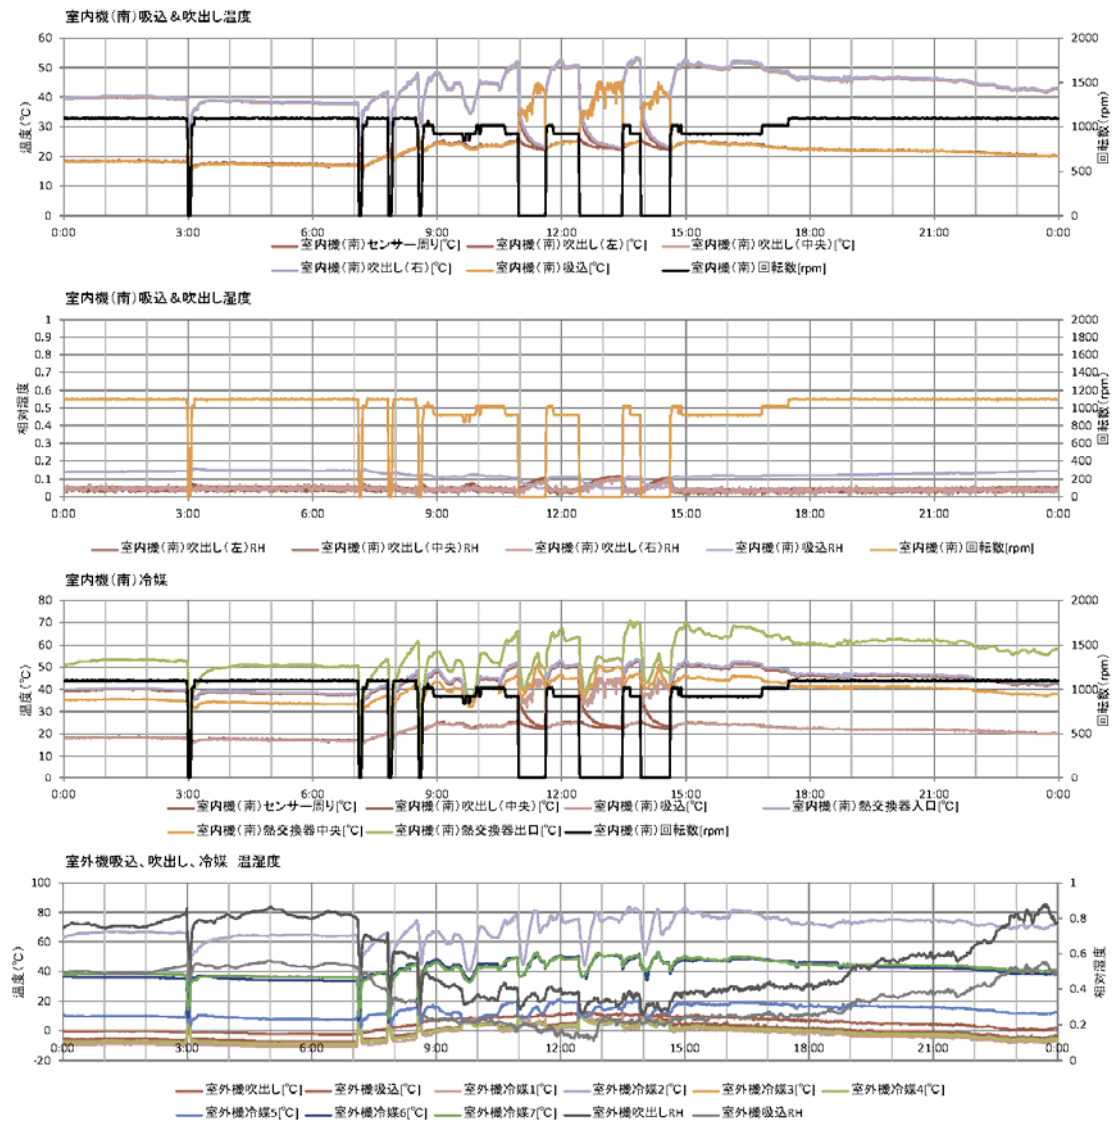 室内機(南)吸込&吹出し温度
60 50 40 30 20 10 0
温度(℃)
2000 1500 1000 500 0
回転数(rpm)
0:00 3:00 6:00 9:00 12:00 15:00 18:00 21:00 0:00
室内機(南)センサー周り[℃] 室内機(南)吹出し(左)[℃] 室内機(南)吹出し(中央)[℃]
室内機(南)吹出し(右)[℃] 室内機(南)吸込[℃] 室内機(南)回転数[rpm]
室内機(南)吸込&吹出し湿度
1 0.9 0.8 0.7 0.6 0.5 0.4 0.3 0.2 0.1 0
相対湿度
2000 1800 1600 1400 1200 1000 800 600 400 200 0
回転数(rpm)
0:00 3:00 6:00 9:00 12:00 15:00 18:00 21:00 0:00
室内機(南)吹出し(左)RH 室内機(南)吹出し(中央)RH 室内機(南)吹出し(右)RH 室内機(南)吸込RH 室内機(南)回転数[rpm]
室内機(南)冷媒
80 70 60 50 40 30 20 10 0
温度(℃)
2000 1500 1000 500 0
回転数(rpm)
0:00 3:00 6:00 9:00 12:00 15:00 18:00 21:00 0:00
室内機(南)センサー周り[℃] 室内機(南)吹出し(中央)[℃] 室内機(南)吸込[℃] 室内機(南)熱交換器入口[℃]
室内機(南)熱交換器中央[℃] 室内機(南)熱交換器出口[℃] 室内機(南)回転数[rpm]
室外機吸込、吹出し、冷媒 温湿度
100 80 60 40 20 0 -20
温度(℃)
1 0.8 0.6 0.4 0.2 0
相対湿度
0:00 3:00 6:00 9:00 12:00 15:00 18:00 21:00 0:00
室外機吹出し[℃] 室外機吸込[℃] 室外機冷媒1[℃] 室外機冷媒2[℃] 室外機冷媒3[℃] 室外機冷媒4[℃]
室外機冷媒5[℃] 室外機冷媒6[℃] 室外機冷媒7[℃] 室外機吹出しRH 室外機吸込RH